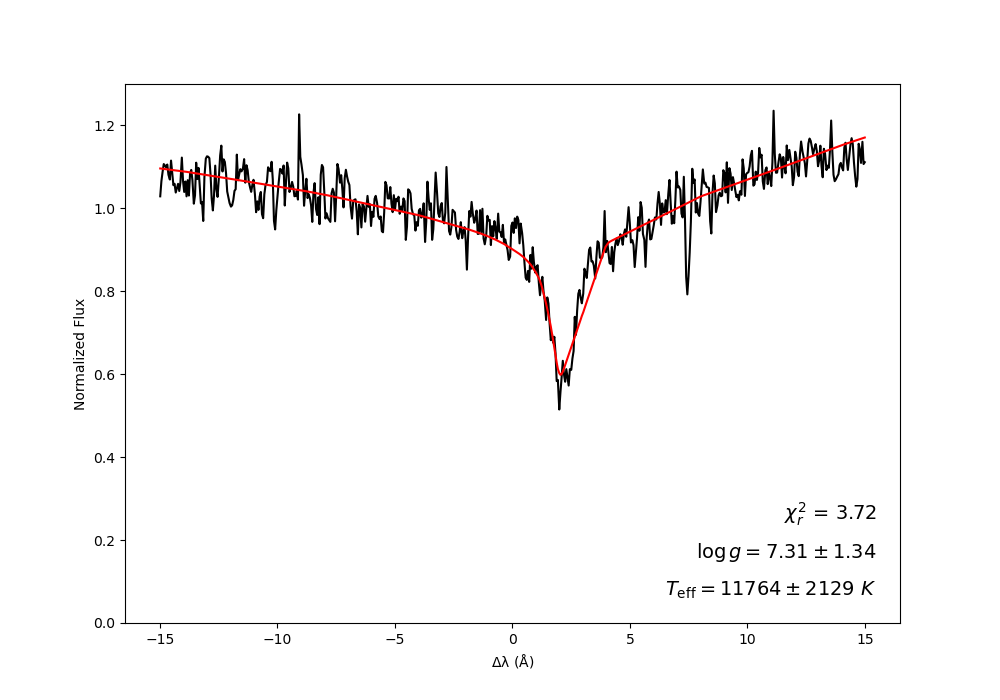 1.2
1.0
0.8
0.6
0.4
0.2
0.0
Normalized Flux
χ²ᵣ = 3.72
log g = 7.31 ± 1.34
T_eff = 11764 ± 2129 K
−15 −10 −5 0 5 10 15
Δλ (Å)